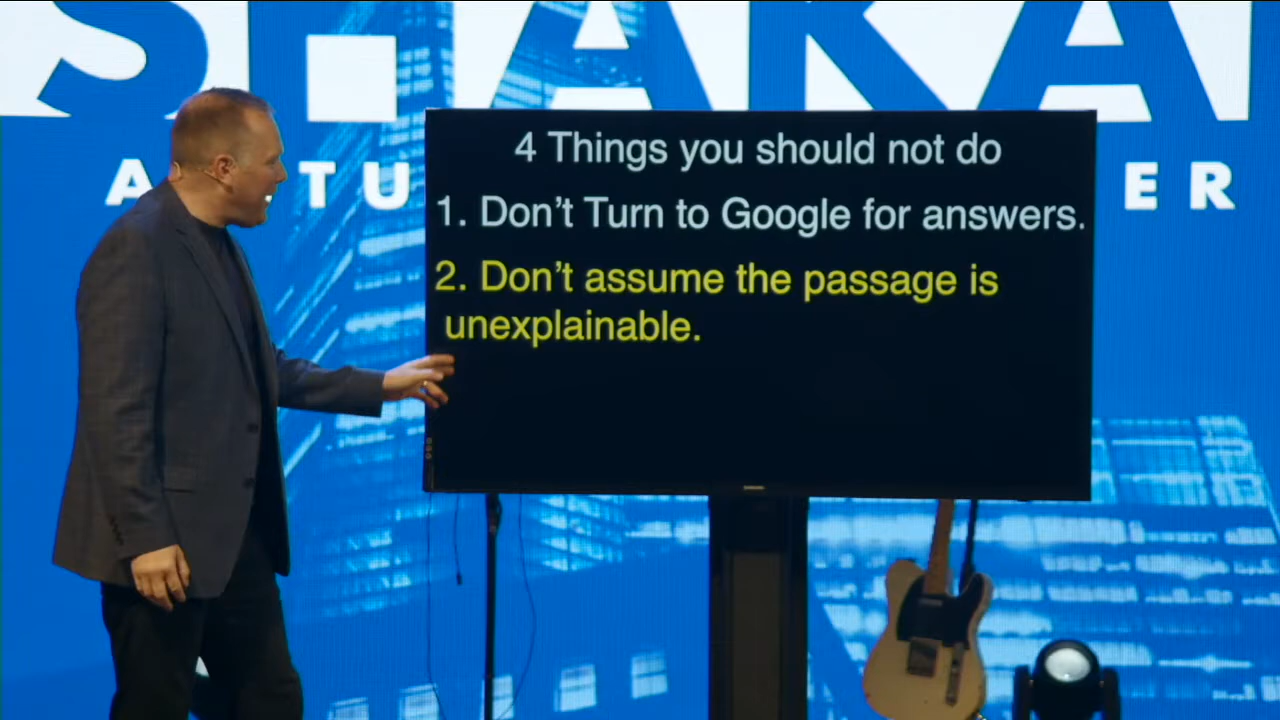 4 Things you should not do
1. Don't Turn to Google for answers.
2. Don't assume the passage is
unexplainable.